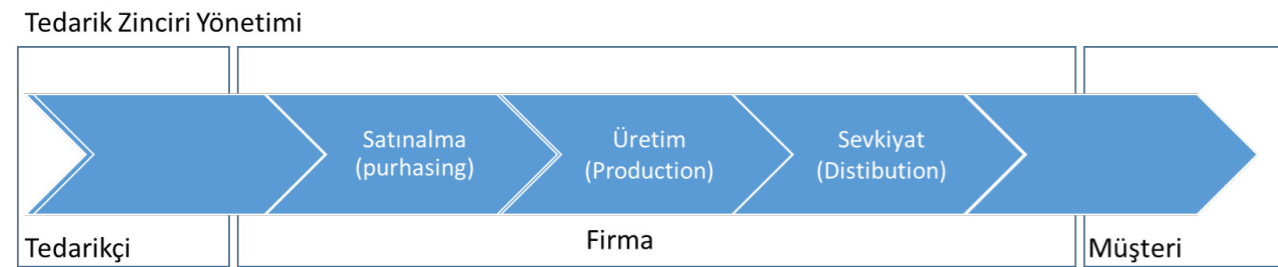 Tedarik Zinciri Yönetimi
Satınalma
(purhasing)
Üretim
(Production)
Sevkiyat
(Distibution)
Tedarikçi
Firma
Müşteri